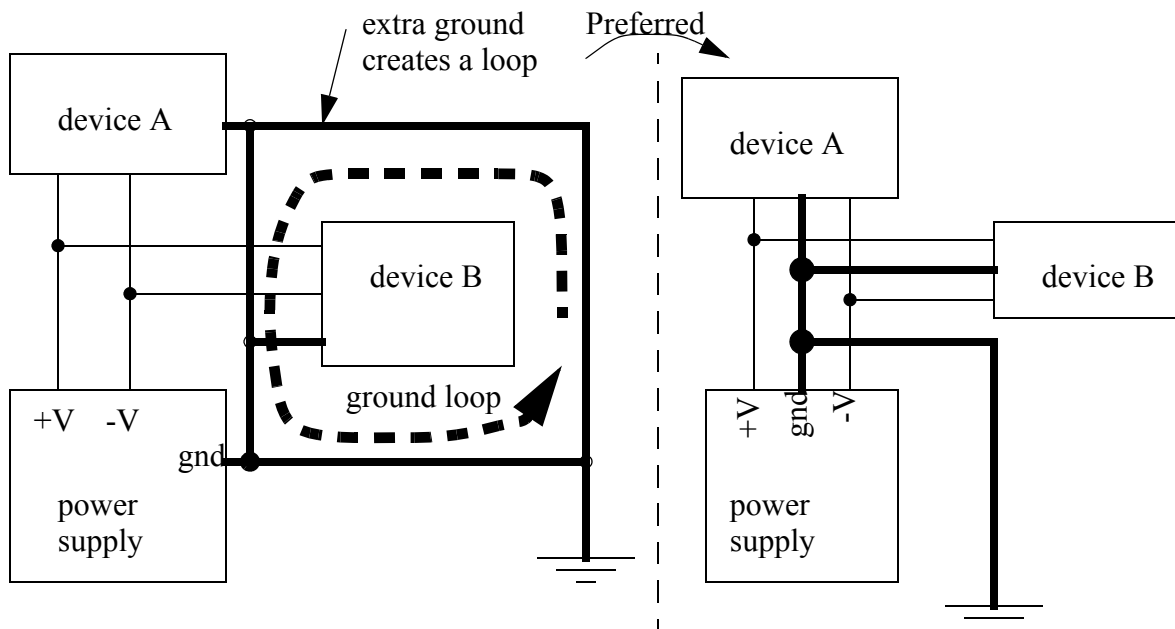 extra ground
creates a loop
Preferred
device A
device B
ground loop
+V
-V
gnd
power
supply
device A
device B
+V
gnd
-V
power
supply